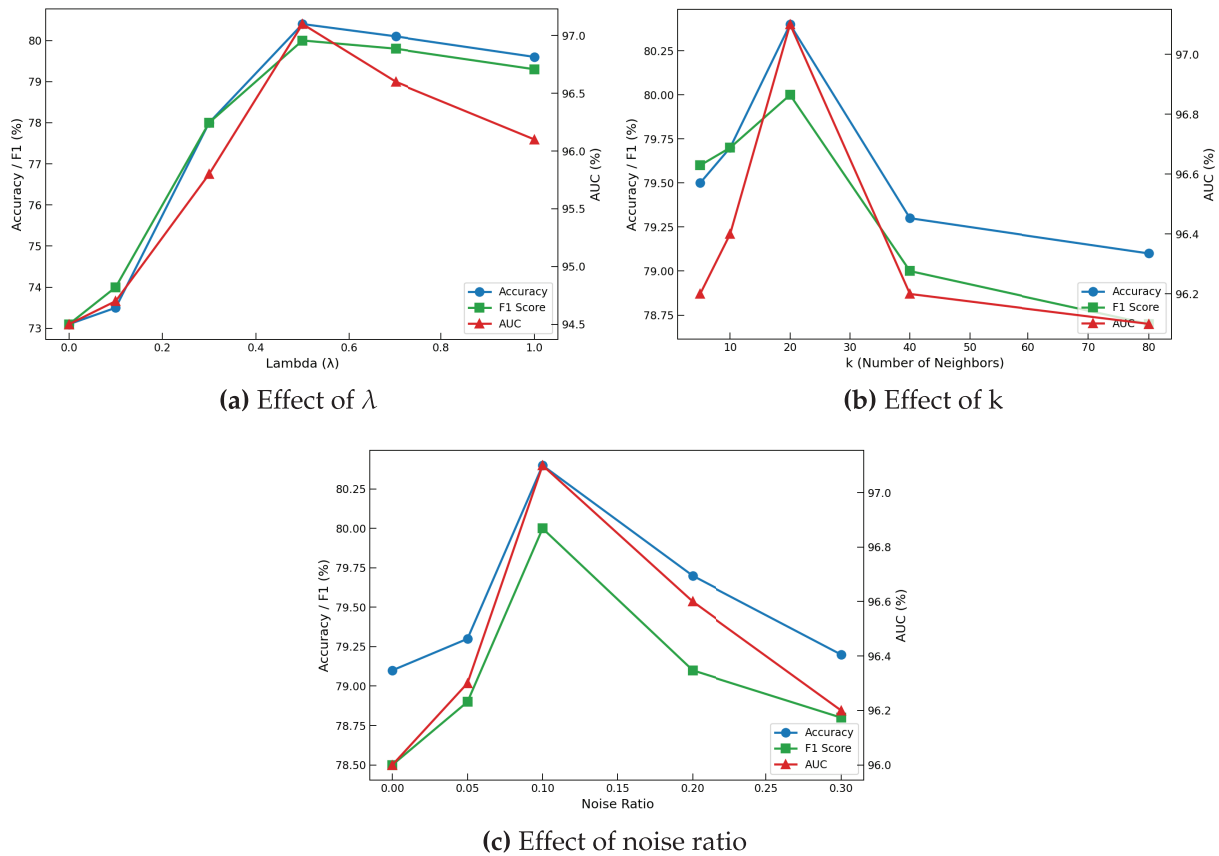 80
79
78
77
76
75
74
73
Accuracy / F1 (%)
97.0
96.5
96.0
95.5
95.0
94.5
AUC (%)
Accuracy
F1 Score
AUC
0.0 0.2 0.4 0.6 0.8 1.0
Lambda (λ)
(a) Effect of λ
80.25
80.00
79.75
79.50
79.25
79.00
78.75
Accuracy / F1 (%)
97.0
96.8
96.6
96.4
96.2
AUC (%)
Accuracy
F1 Score
AUC
10 20 30 40 50 60 70 80
k (Number of Neighbors)
(b) Effect of k
80.25
80.00
79.75
79.50
79.25
79.00
78.75
78.50
Accuracy / F1 (%)
97.0
96.8
96.6
96.4
96.2
96.0
AUC (%)
Accuracy
F1 Score
AUC
0.00 0.05 0.10 0.15 0.20 0.25 0.30
Noise Ratio
(c) Effect of noise ratio